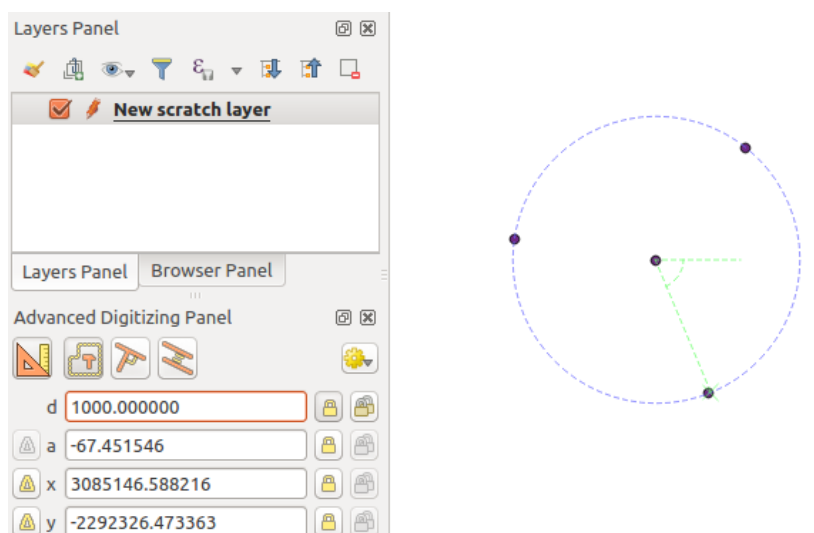 Layers Panel
New scratch layer
Layers Panel Browser Panel
Advanced Digitizing Panel
d 1000.000000
a -67.451546
x 3085146.588216
y -2292326.473363